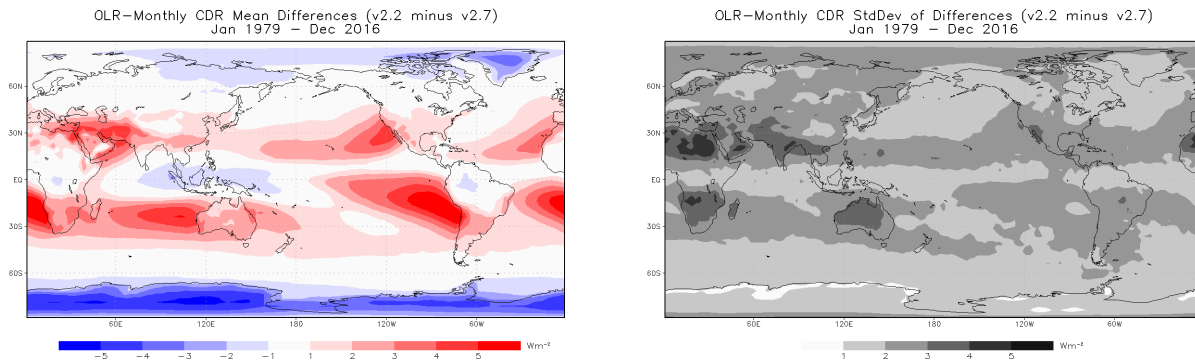 OLR-Monthly CDR Mean Differences (v2.2 minus v2.7)
Jan 1979 - Dec 2016
60N
30N
EQ
30S
60S
60E
120E
180
120W
60W
-5
-4
-3
-2
-1
1
2
3
4
5
Wm⁻²
OLR-Monthly CDR StdDev of Differences (v2.2 minus v2.7)
Jan 1979 - Dec 2016
60N
30N
EQ
30S
60S
60E
120E
180
120W
60W
1
2
3
4
5
Wm⁻²